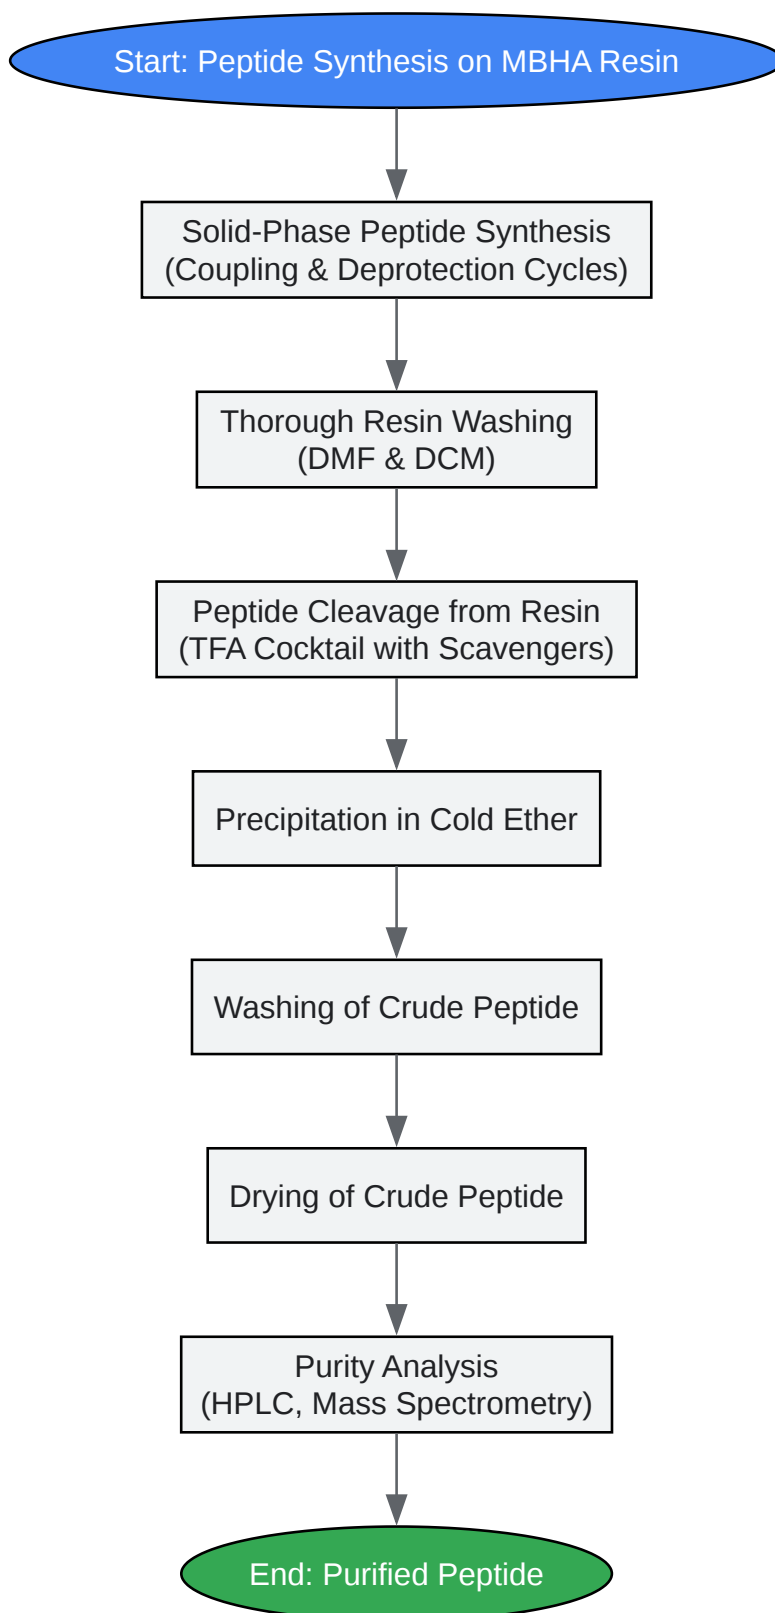 Start: Peptide Synthesis on MBHA Resin
Solid-Phase Peptide Synthesis
(Coupling & Deprotection Cycles)
Thorough Resin Washing
(DMF & DCM)
Peptide Cleavage from Resin
(TFA Cocktail with Scavengers)
Precipitation in Cold Ether
Washing of Crude Peptide
Drying of Crude Peptide
Purity Analysis
(HPLC, Mass Spectrometry)
End: Purified Peptide